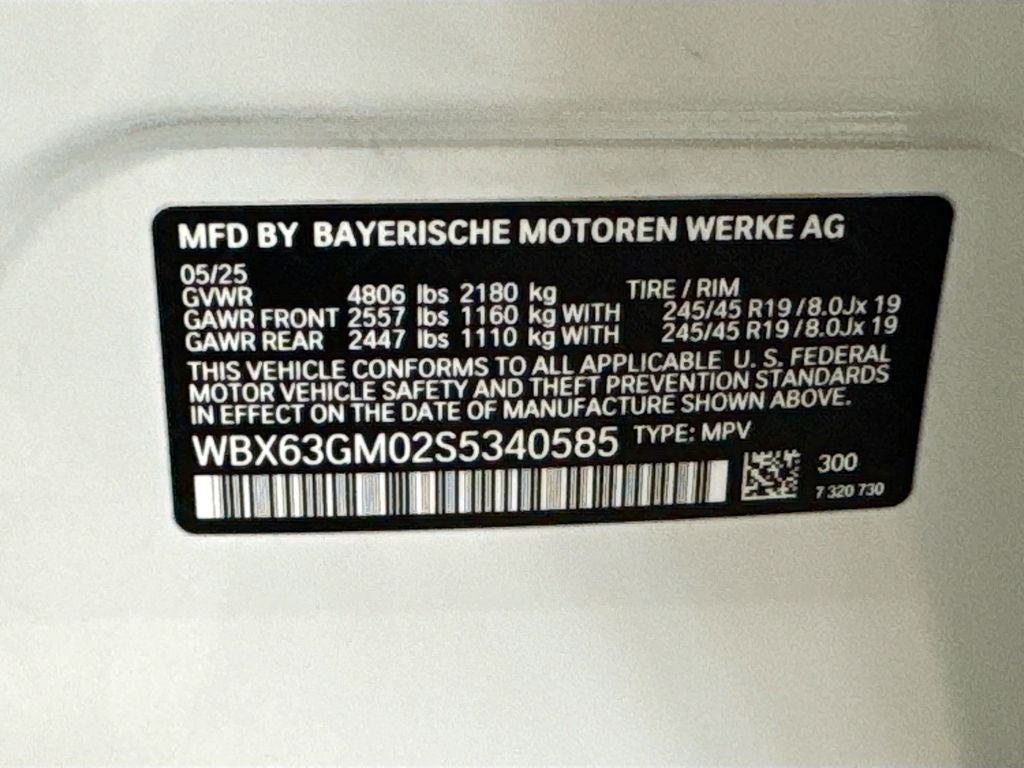 MFD BY BAYERISCHE MOTOREN WERKE AG
05/25
GVWR 4806 lbs 2180 kg TIRE / RIM
GAWR FRONT 2557 lbs 1160 kg WITH 245/45 R19 / 8.0Jx 19
GAWR REAR 2447 lbs 1110 kg WITH 245/45 R19 / 8.0Jx 19
THIS VEHICLE CONFORMS TO ALL APPLICABLE U. S. FEDERAL
MOTOR VEHICLE SAFETY AND THEFT PREVENTION STANDARDS
IN EFFECT ON THE DATE OF MANUFACTURE SHOWN ABOVE.
WBX63GM02S5340585 TYPE: MPV
300
7 320 730